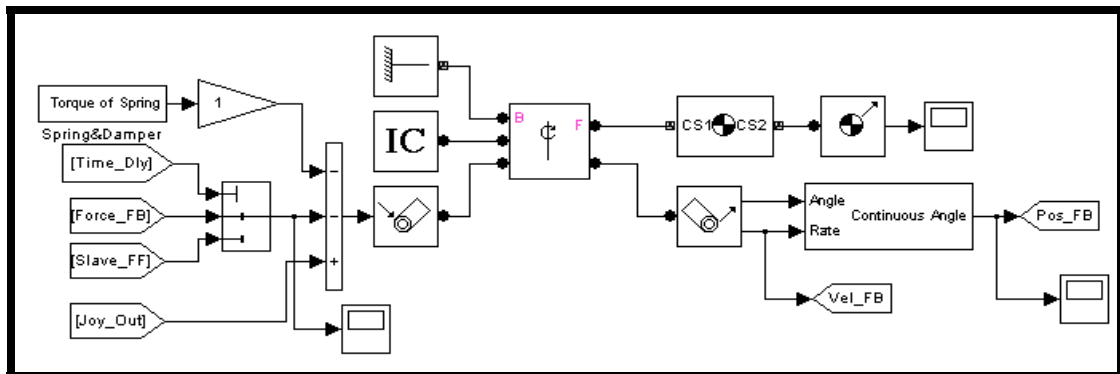 Torque of Spring
1
Spring&Damper
[Time_Dly]
[Force_FB]
[Slave_FF]
[Joy_Out]
−
−
+
IC
B
F
CS1 CS2
Angle
Rate
Continuous Angle
Pos_FB
Vel_FB